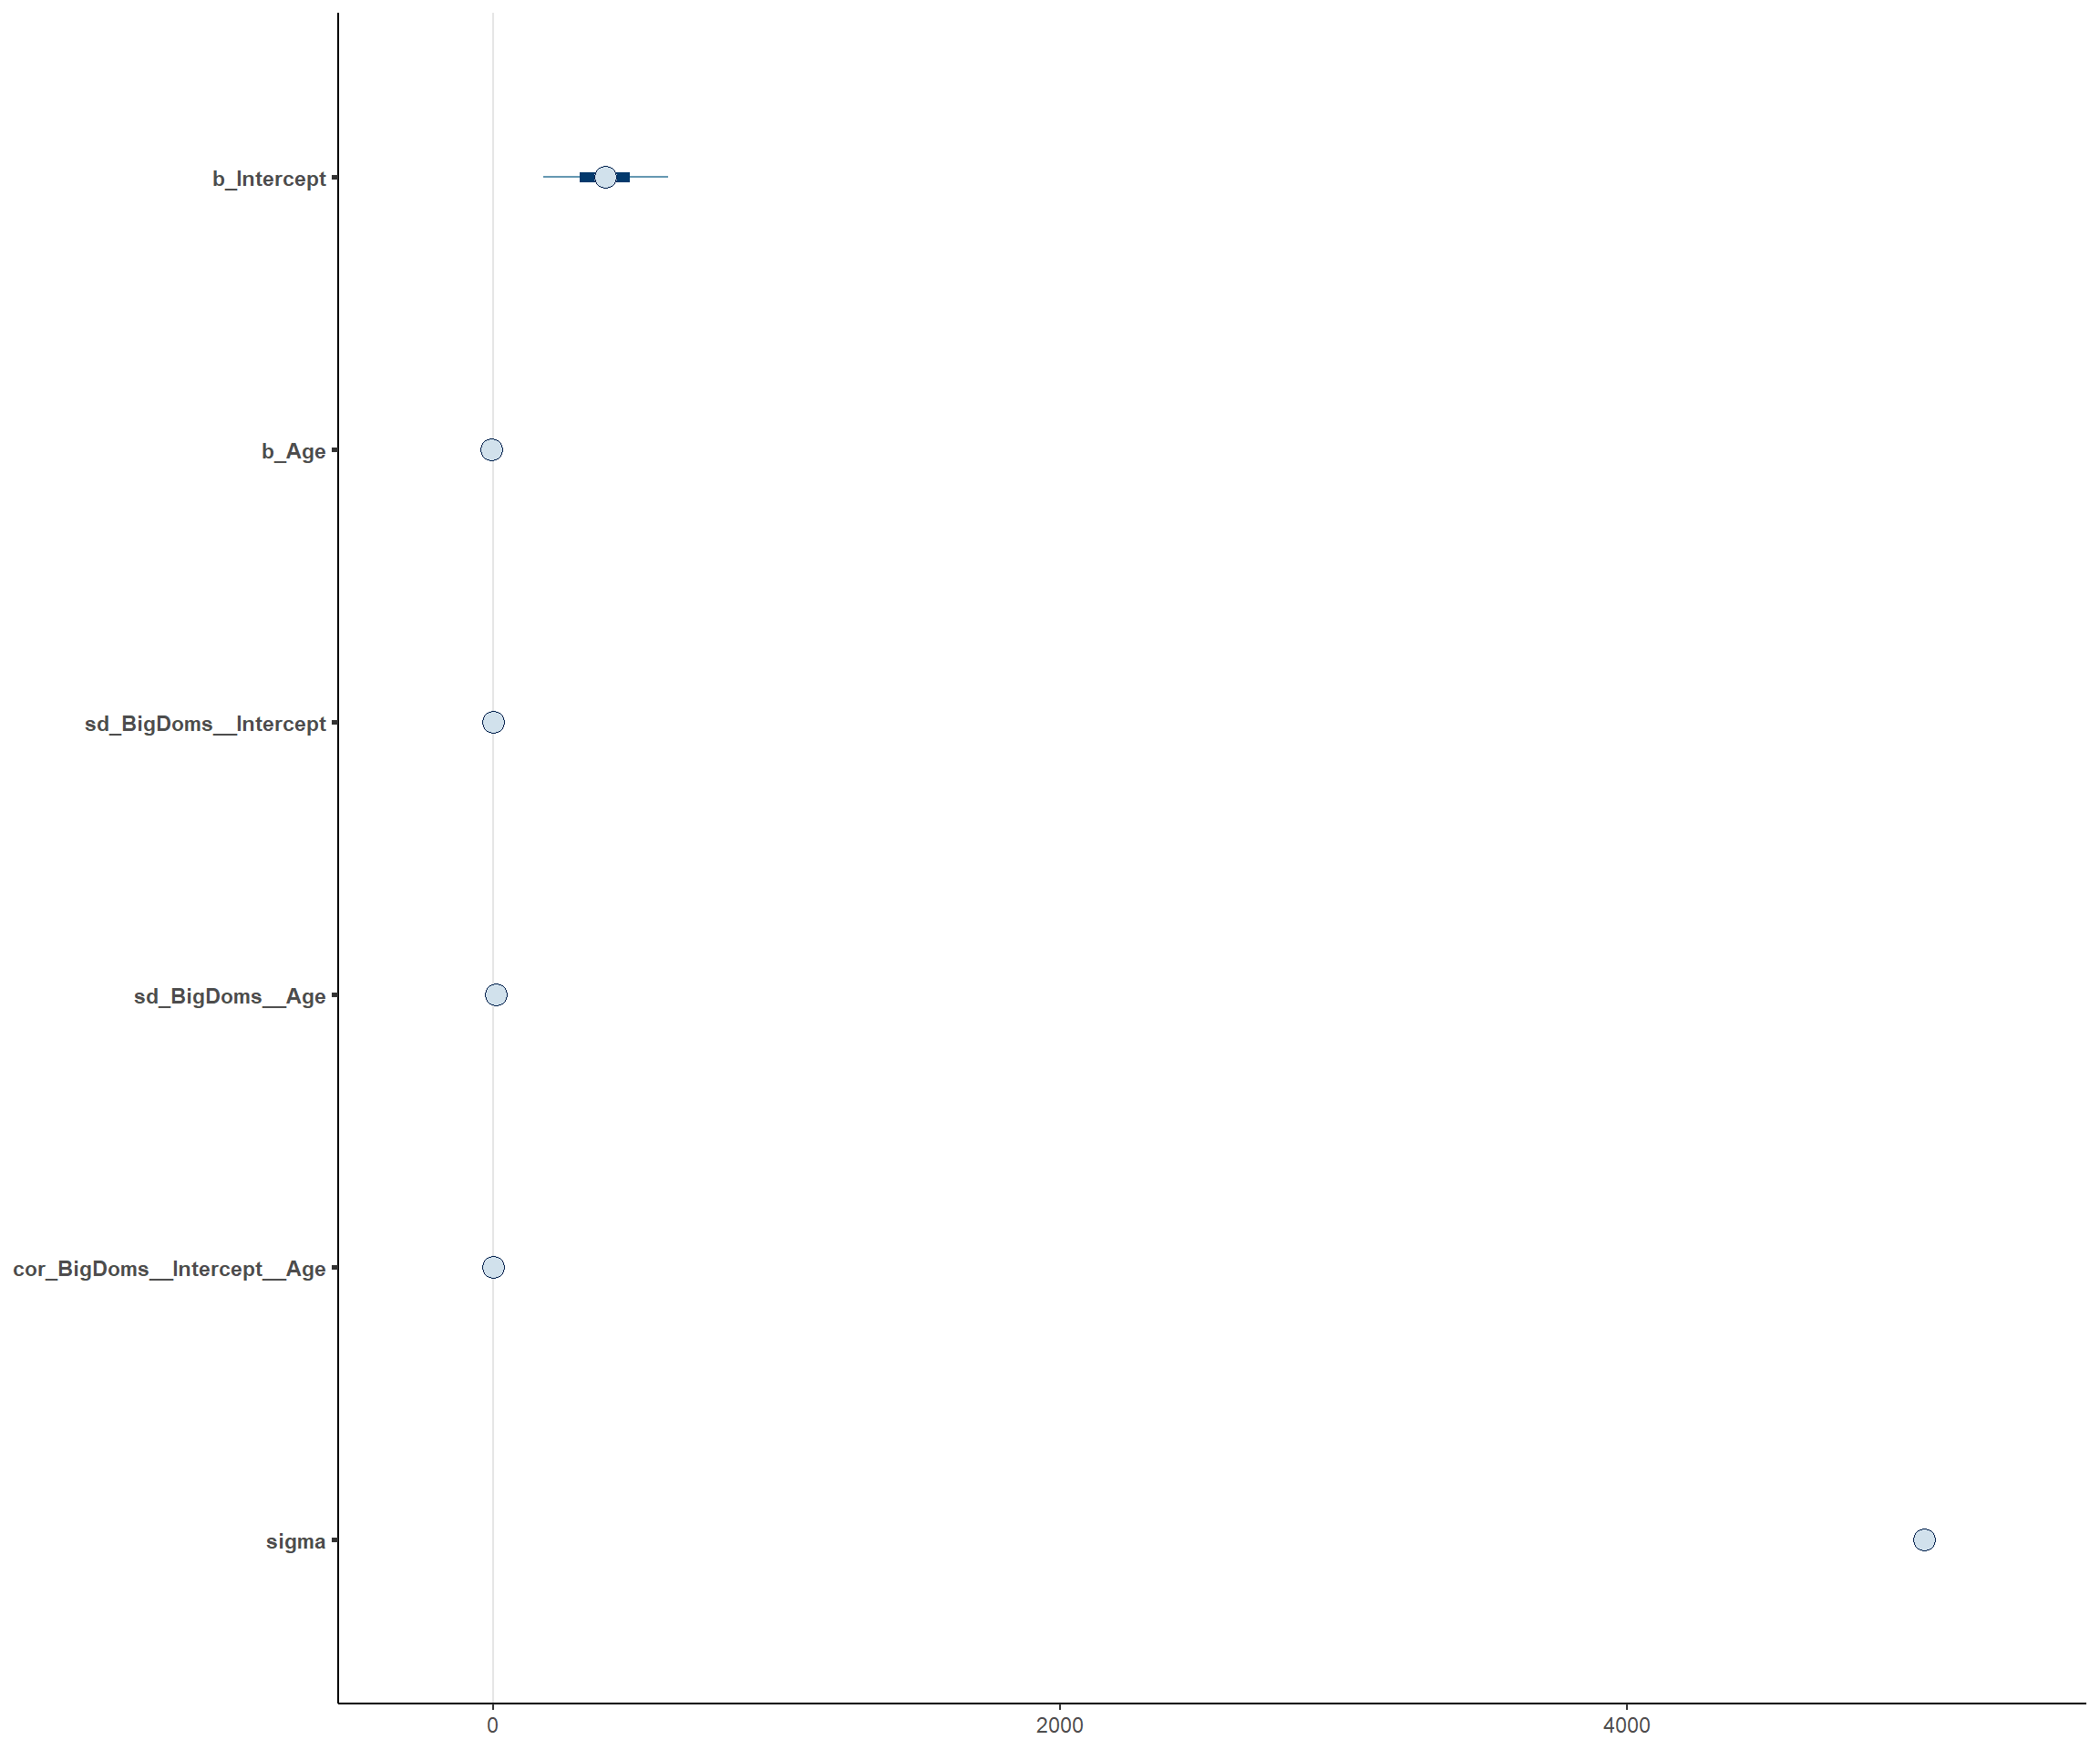 b_Intercept
b_Age
sd_BigDoms__Intercept
sd_BigDoms__Age
cor_BigDoms__Intercept__Age
sigma
0 2000 4000